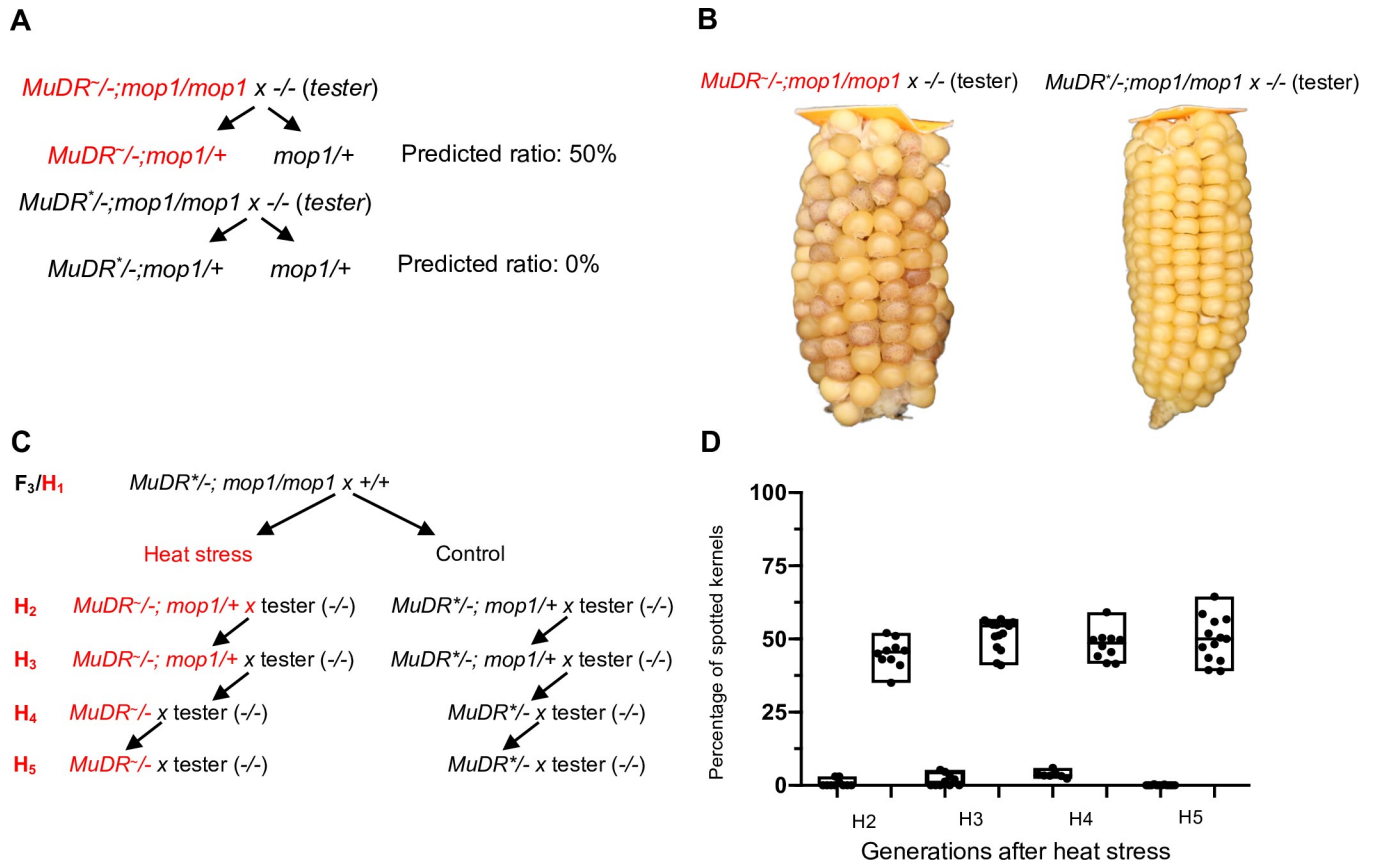 A
MuDR~/-;mop1/mop1 x -/- (tester)
MuDR~/-;mop1/+ mop1/+ Predicted ratio: 50%
MuDR*/-;mop1/mop1 x -/- (tester)
MuDR*/-;mop1/+ mop1/+ Predicted ratio: 0%
B
MuDR~/-;mop1/mop1 x -/- (tester) MuDR*/-;mop1/mop1 x -/- (tester)
C
F3/H1 MuDR*/-; mop1/mop1 x +/+
Heat stress Control
H2 MuDR~/-; mop1/+ x tester (-/-) MuDR*/-; mop1/+ x tester (-/-)
H3 MuDR~/-; mop1/+ x tester (-/-) MuDR*/-; mop1/+ x tester (-/-)
H4 MuDR~/- x tester (-/-) MuDR*/- x tester (-/-)
H5 MuDR~/- x tester (-/-) MuDR*/- x tester (-/-)
D
Percentage of spotted kernels
100
75
50
25
0
H2 H3 H4 H5
Generations after heat stress